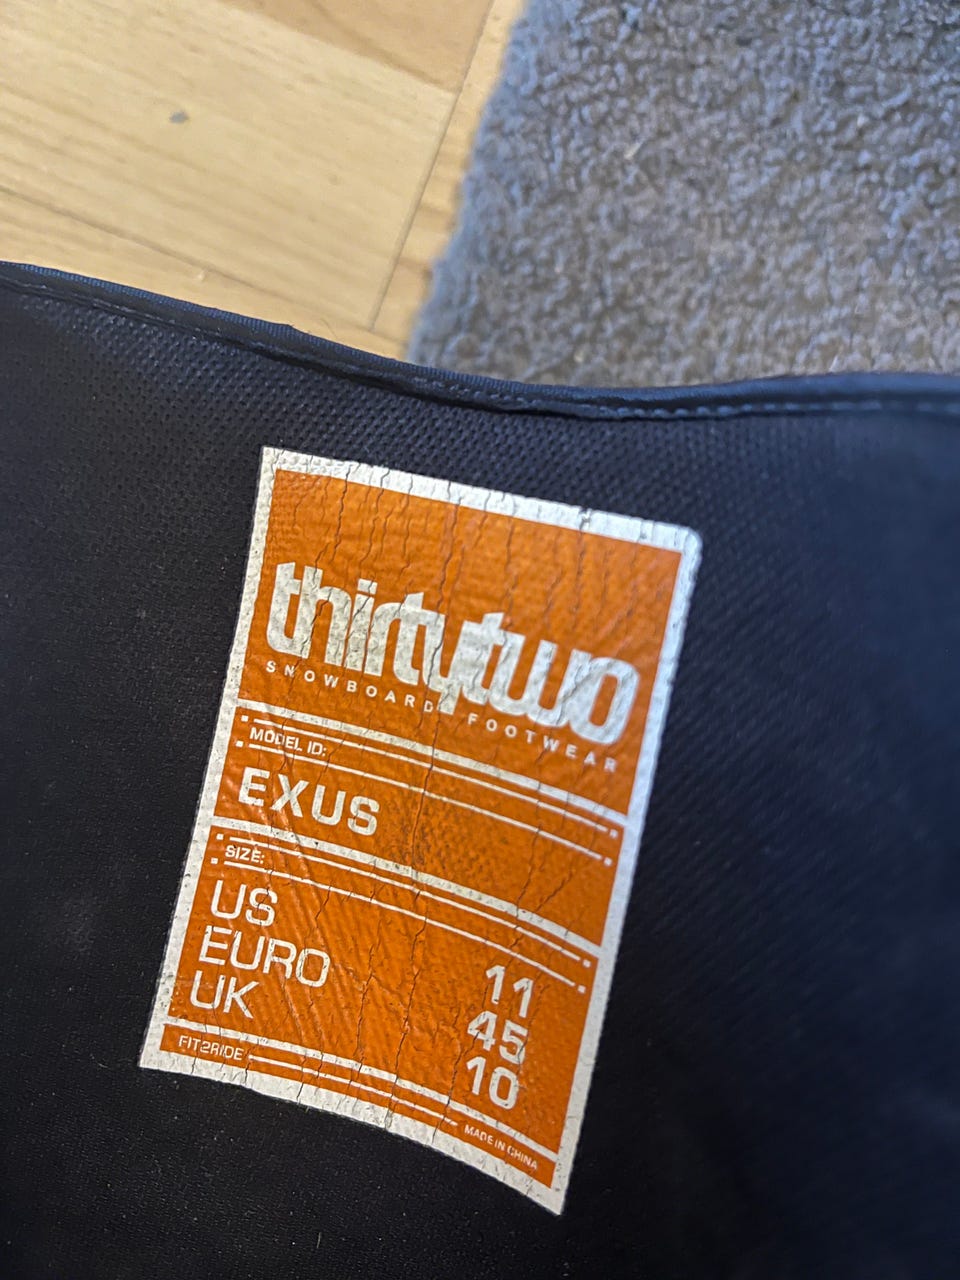 thirtytwo
SNOWBOARD FOOTWEAR
MODEL ID:
EXUS
SIZE:
US 11
EURO 45
UK 10
FIT2RIDE
MADE IN CHINA